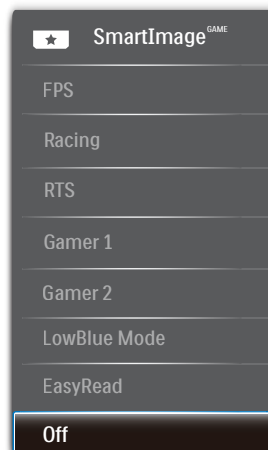 SmartImage GAME
FPS
Racing
RTS
Gamer 1
Gamer 2
LowBlue Mode
EasyRead
Off